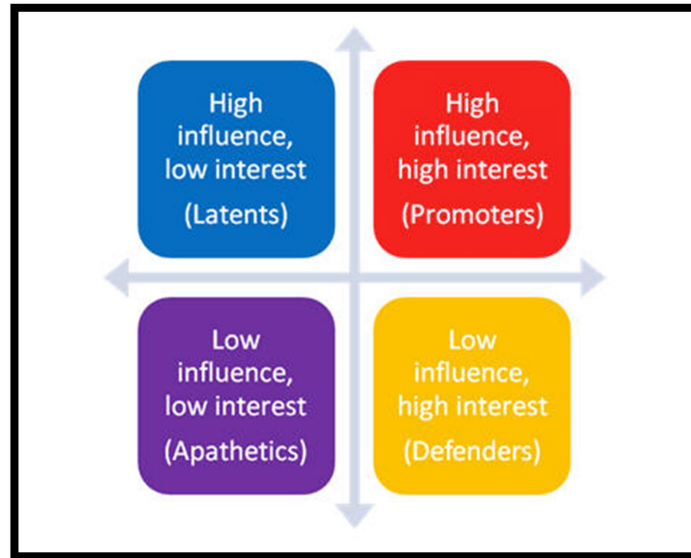 High
influence,
low interest
(Latents)
High
influence,
high interest
(Promoters)
Low
influence,
low interest
(Apathetics)
Low
influence,
high interest
(Defenders)